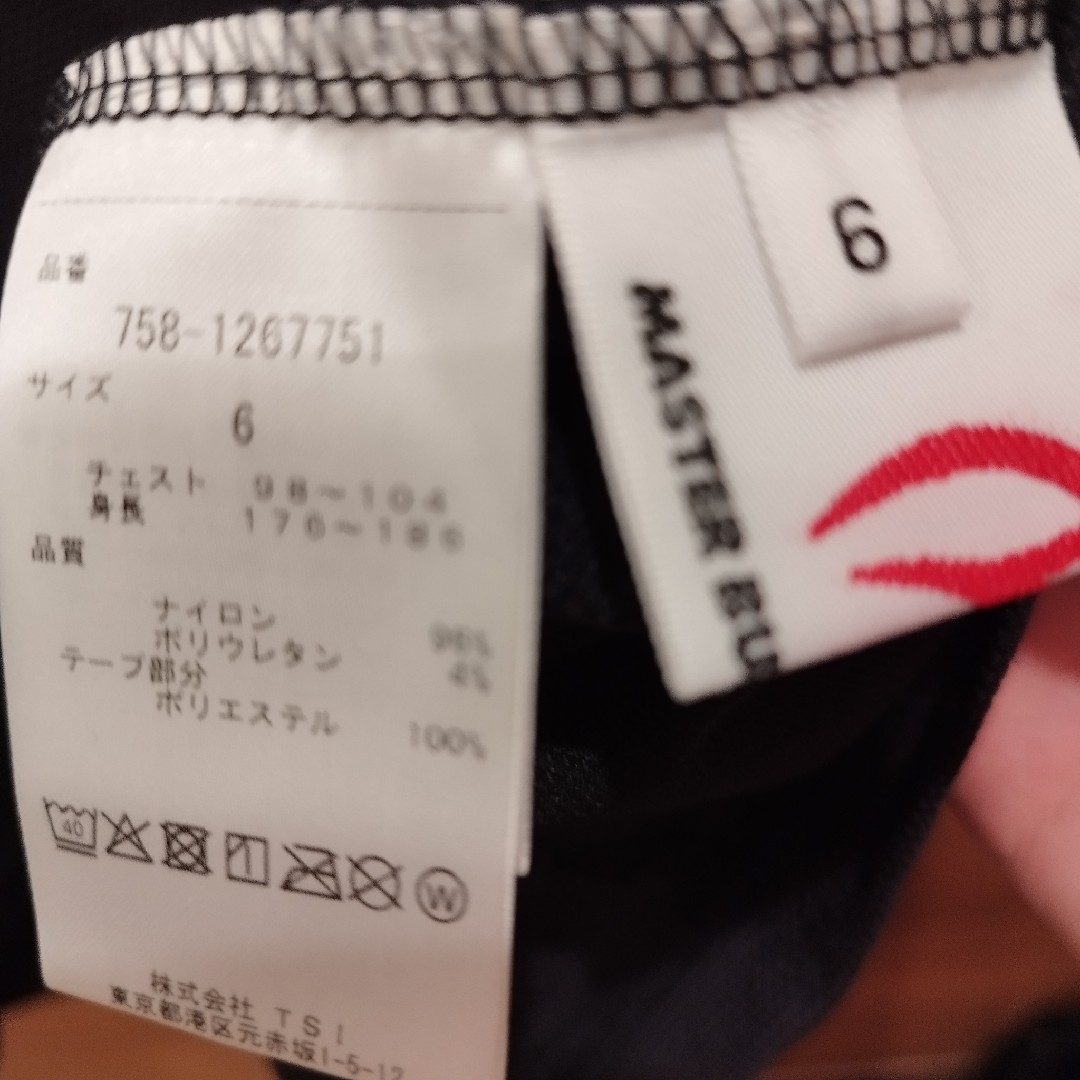 品番
758-1267751
サイズ
6
チェスト 98～104
身長
品質
ナイロン 96%
ポリウレタン 4%
テープ部分
ポリエステル 100%
40
W
株式会社 TSI
東京都港区元赤坂1-5-12
6
MASTER BU